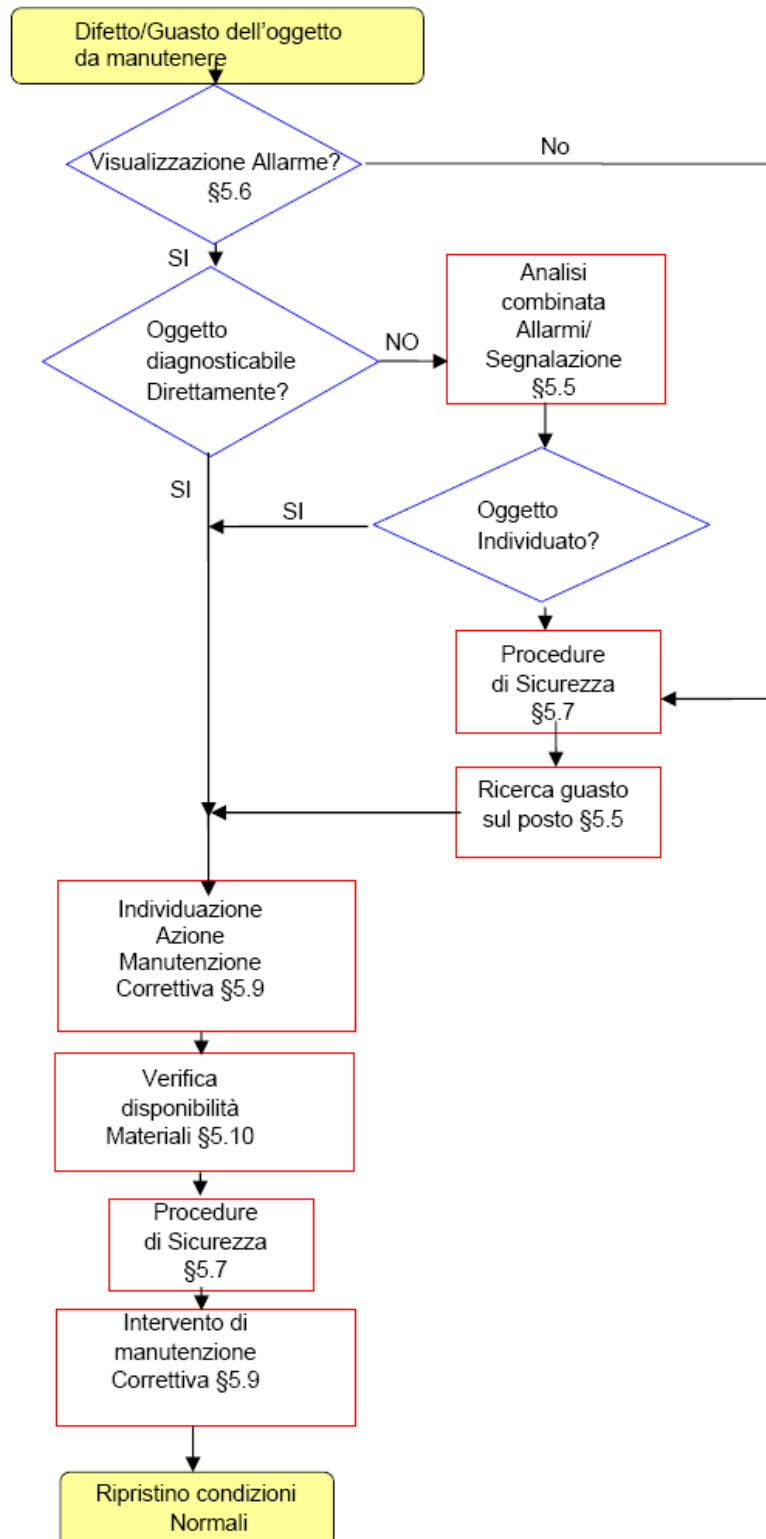 Difetto/Guasto dell'oggetto
da manutenere
Visualizzazione Allarme?
§5.6
No
SI
Oggetto
diagnosticabile
Direttamente?
NO
Analisi
combinata
Allarmi/
Segnalazione
§5.5
SI
SI
Oggetto
Individuato?
Procedure
di Sicurezza
§5.7
Ricerca guasto
sul posto §5.5
Individuazione
Azione
Manutenzione
Correttiva §5.9
Verifica
disponibilità
Materiali §5.10
Procedure
di Sicurezza
§5.7
Intervento di
manutenzione
Correttiva §5.9
Ripristino condizioni
Normali